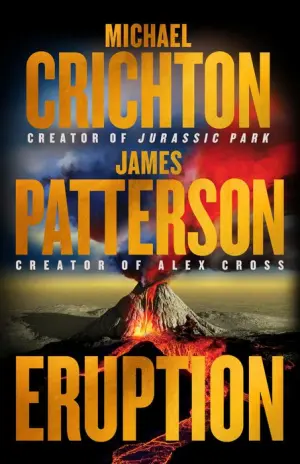 MICHAEL
CRICHTON
CREATOR OF JURASSIC PARK
JAMES
PATTERSON
CREATOR OF ALEX CROSS
ERUPTION